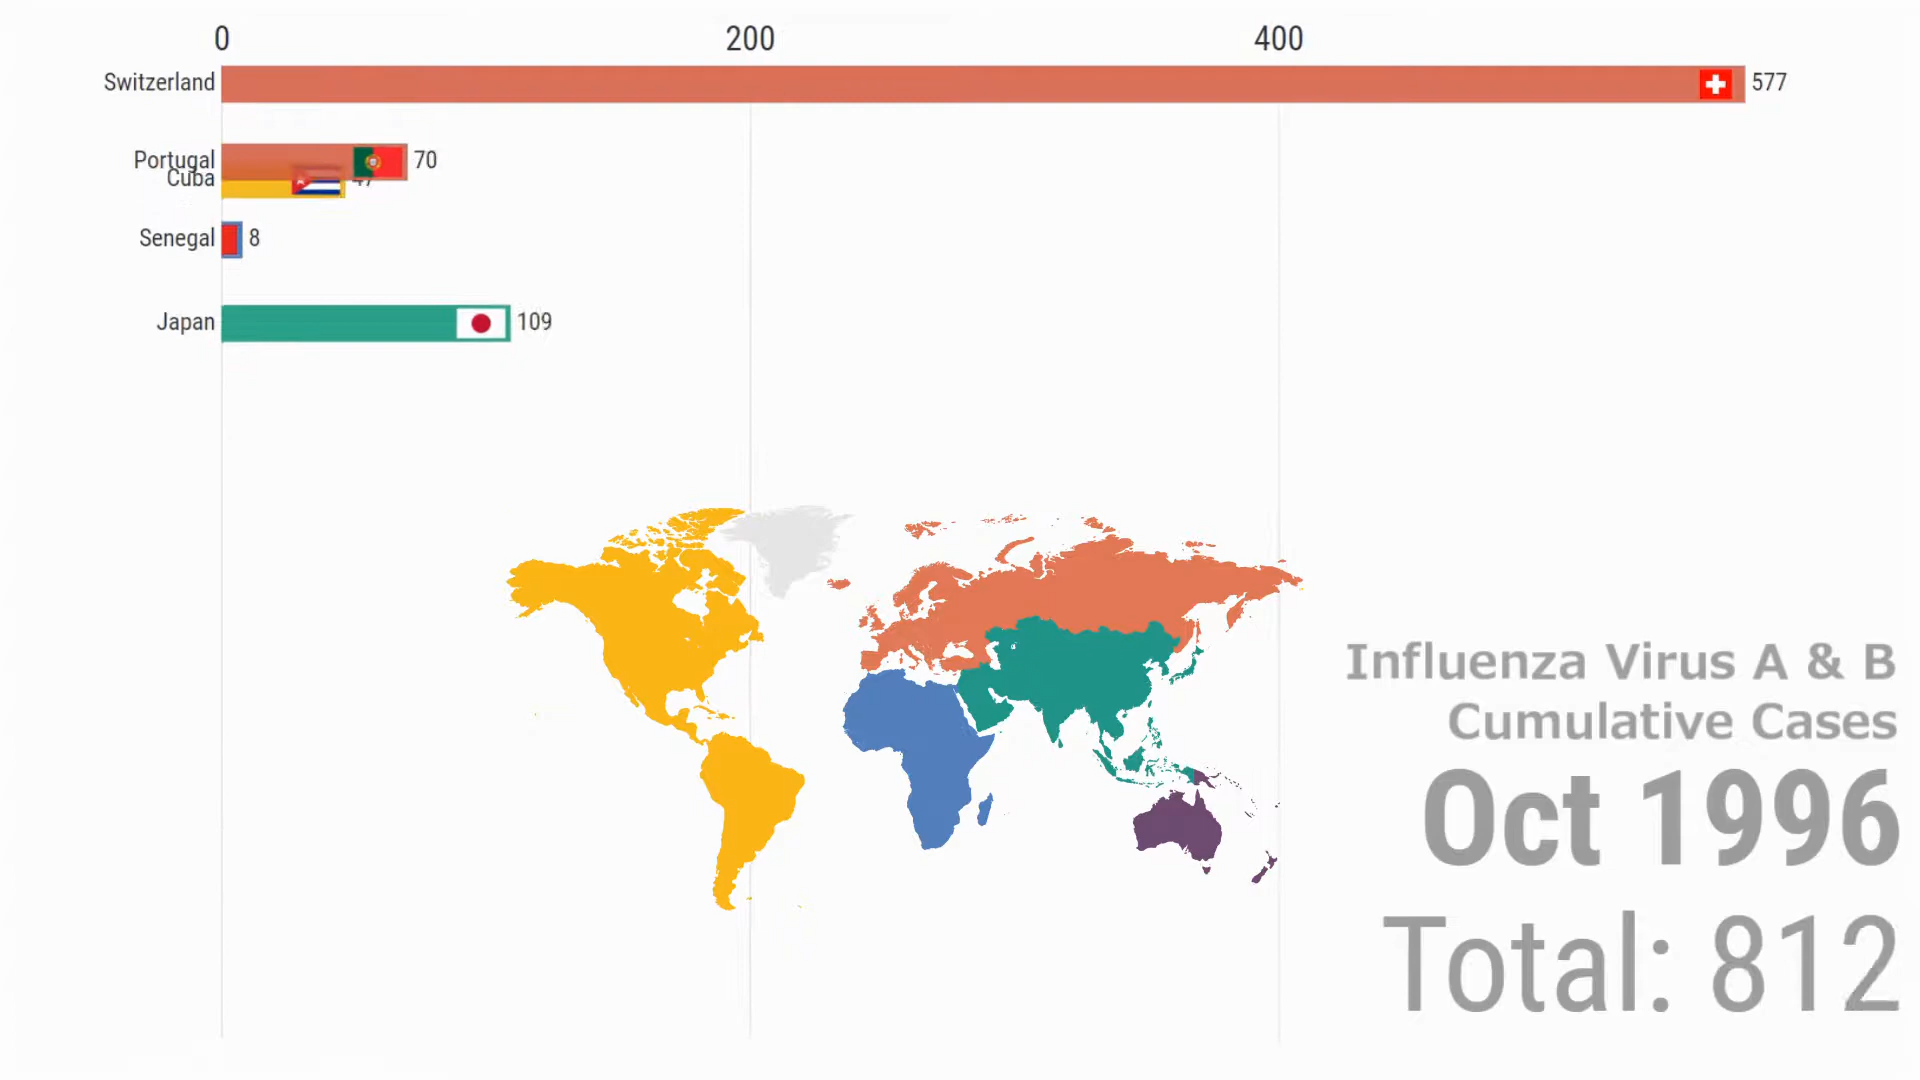 0 200 400
Switzerland 577
Portugal 70
Cuba
Senegal 8
Japan 109
Influenza Virus A & B
Cumulative Cases
Oct 1996
Total: 812